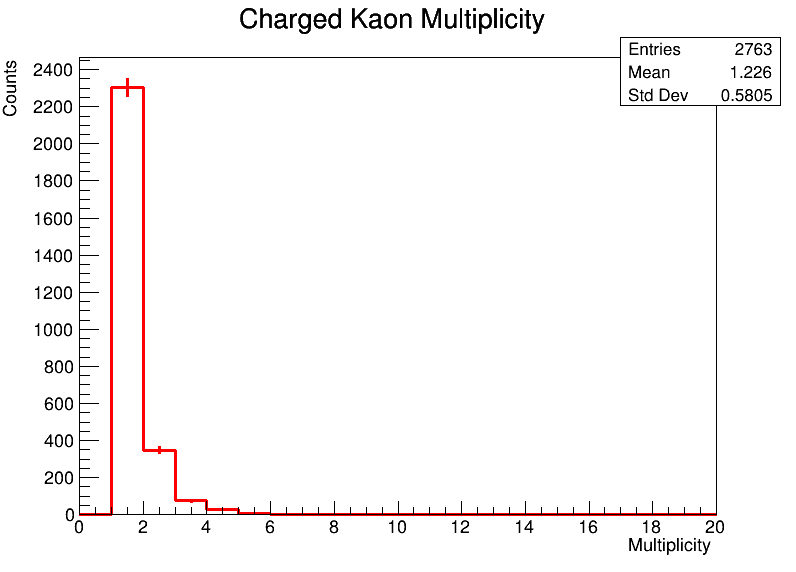 Charged Kaon Multiplicity
Entries 2763
Mean 1.226
Std Dev 0.5805
Counts
2400
2200
2000
1800
1600
1400
1200
1000
800
600
400
200
0
0 2 4 6 8 10 12 14 16 18 20
Multiplicity